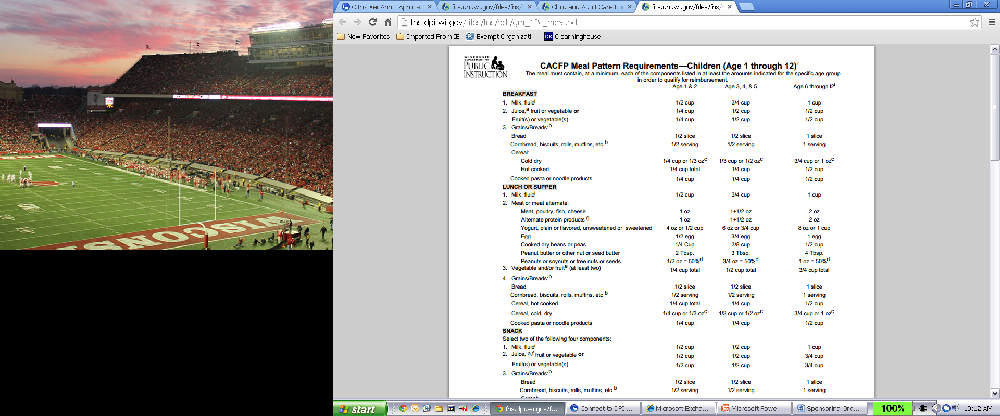 WISCONSIN
Citrix XenApp - Applicati
fns.dpi.wi.gov/files/fns/p
Child and Adult Care Fo
fns.dpi.wi.gov/files/fns/p
fns.dpi.wi.gov/files/fns/pdf/gm_12c_meal.pdf
New Favorites Imported From IE Exempt Organizati... CB Clearninghouse
WISCONSIN
DEPARTMENT OF
PUBLIC
INSTRUCTION
CACFP Meal Pattern Requirements—Children (Age 1 through 12)i
The meal must contain, at a minimum, each of the components listed in at least the amounts indicated for the specific age group
in order to qualify for reimbursement.
Age 1 & 2 Age 3, 4, & 5 Age 6 through l2i
BREAKFAST
1. Milk, fluidj 1/2 cup 3/4 cup 1 cup
2. Juice,a fruit or vegetable or 1/4 cup 1/2 cup 1/2 cup
Fruit(s) or vegetable(s) 1/4 cup 1/2 cup 1/2 cup
3. Grains/Breads:b
Bread 1/2 slice 1/2 slice 1 slice
Cornbread, biscuits, rolls, muffins, etc b 1/2 serving 1/2 serving 1 serving
Cereal:
Cold dry 1/4 cup or 1/3 ozc 1/3 cup or 1/2 ozc 3/4 cup or 1 ozc
Hot cooked 1/4 cup total 1/4 cup 1/2 cup
Cooked pasta or noodle products 1/4 cup 1/4 cup 1/2 cup
LUNCH OR SUPPER
1. Milk, fluidj 1/2 cup 3/4 cup 1 cup
2. Meat or meat alternate:
Meat, poultry, fish, cheese 1 oz 1+1/2 oz 2 oz
Alternate protein products g 1 oz 1+1/2 oz 2 oz
Yogurt, plain or flavored, unsweetened or sweetened 4 oz or 1/2 cup 6 oz or 3/4 cup 8 oz or 1 cup
Egg 1/2 egg 3/4 egg 1 egg
Cooked dry beans or peas 1/4 Cup 3/8 cup 1/2 cup
Peanut butter or other nut or seed butter 2 Tbsp. 3 Tbsp. 4 Tbsp.
Peanuts or soynuts or tree nuts or seeds 1/2 oz = 50%d 3/4 oz = 50%d 1 oz = 50%d
3. Vegetable and/or fruite (at least two) 1/4 cup total 1/2 cup total 3/4 cup total
4. Grains/Breads:b
Bread 1/2 slice 1/2 slice 1 slice
Cornbread, biscuits, rolls, muffins, etc b 1/2 serving 1/2 serving 1 serving
Cereal, hot cooked 1/4 cup total 1/4 cup 1/2 cup
Cereal, cold, dry 1/4 cup or 1/3 ozc 1/3 cup or 1/2 ozc 3/4 cup or 1 ozc
Cooked pasta or noodle products 1/4 cup 1/4 cup 1/2 cup
SNACK
Select two of the following four components:
1. Milk, fluidj 1/2 cup 1/2 cup 1 cup
2. Juice, a,f fruit or vegetable or 1/2 cup 1/2 cup 3/4 cup
Fruit(s) or vegetable(s) 1/2 cup 1/2 cup 3/4 cup
3. Grains/Breads:b
Bread 1/2 slice 1/2 slice 1 slice
Cornbread, biscuits, rolls, muffins, etc b 1/2 serving 1/2 serving 1 serving
Cereal:
start fns.dpi.wi.gov/f... Connect to DPI ... Microsoft Excha... Microsoft Powe... Sponsoring Org... 100% 10:12 AM